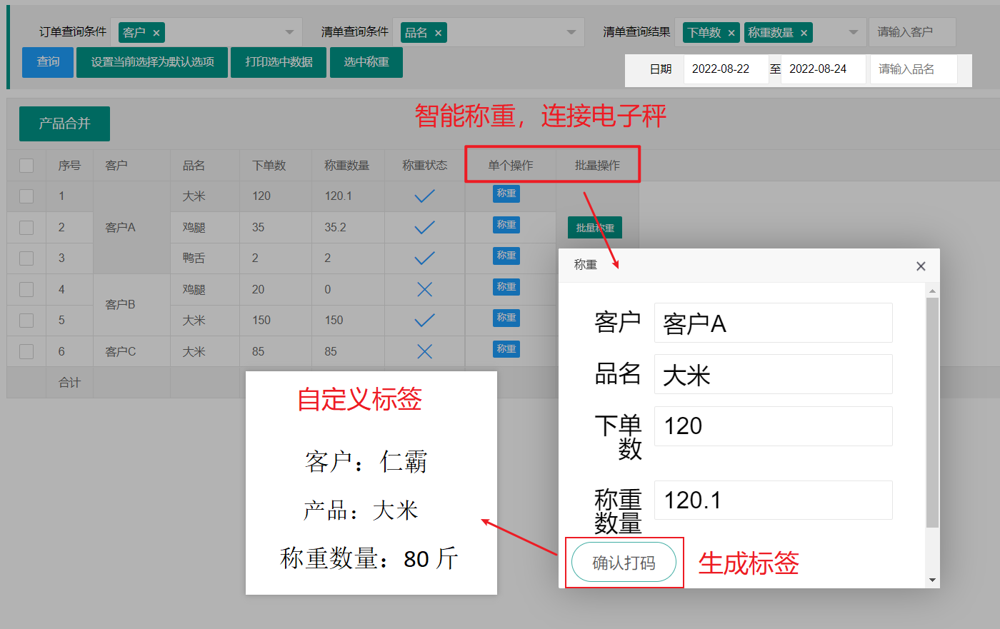 订单查询条件 客户 × 清单查询条件 品名 × 清单查询结果 下单数 × 称重数量 × 请输入客户
查询 设置当前选择为默认选项 打印选中数据 选中称重 日期 2022-08-22 至 2022-08-24 请输入品名
产品合并
智能称重，连接电子秤
序号 客户 品名 下单数 称重数量 称重状态 单个操作 批量操作
1 客户A 大米 120 120.1 称重 批量称重
2 鸡腿 35 35.2 称重
3 鸭舌 2 2 称重
4 客户B 鸡腿 20 0 称重
5 大米 150 150 称重
6 客户C 大米 85 85 称重
合计
称重 ×
客户 客户A
品名 大米
下单数 120
称重数量 120.1
确认打码
生成标签
自定义标签
客户：仁霸
产品：大米
称重数量：80 斤